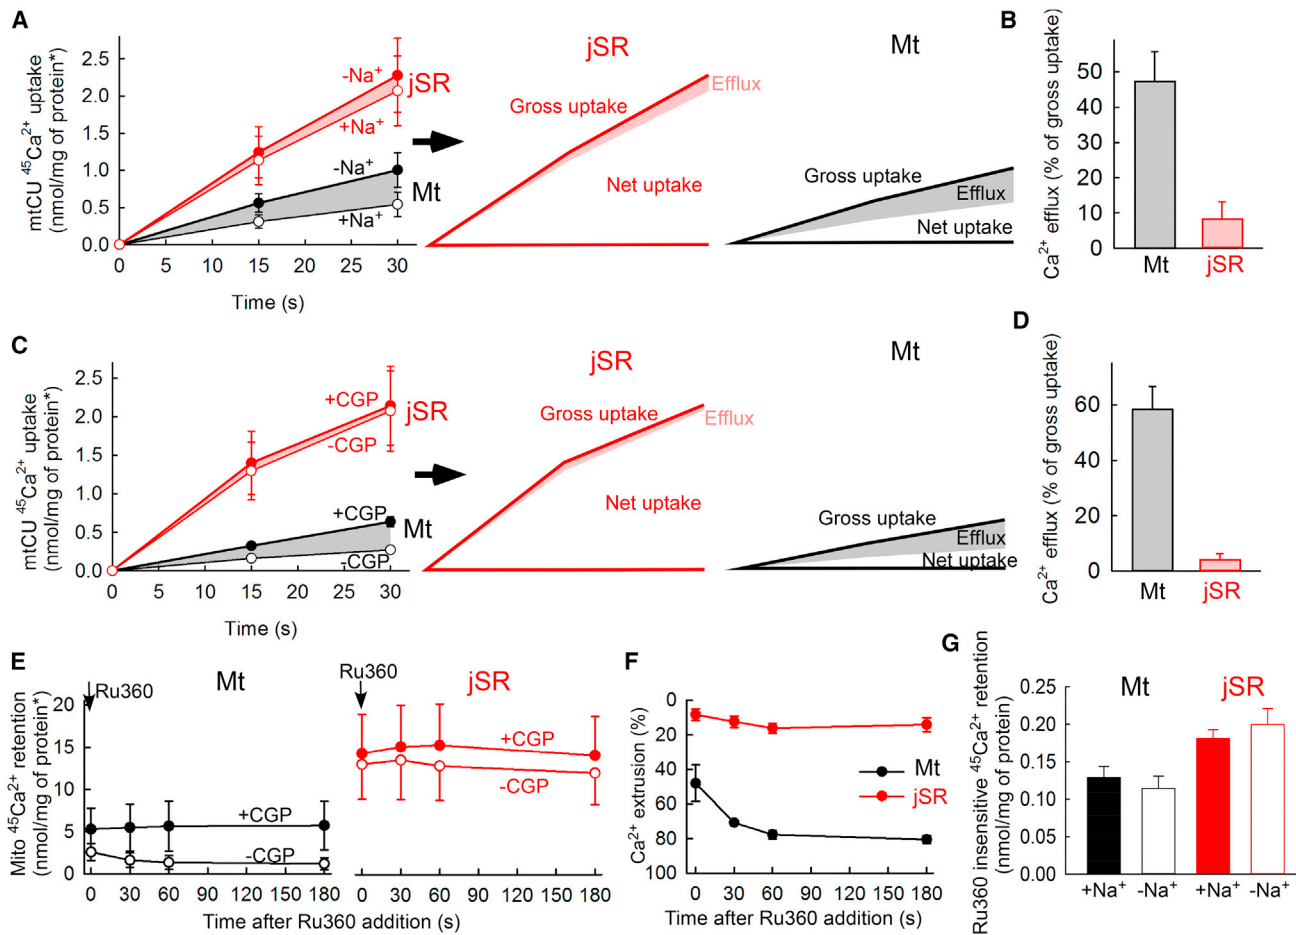 A
mtCU ⁴⁵Ca²⁺ uptake
(nmol/mg of protein*)
2.5
2.0
1.5
1.0
0.5
0.0
-Na⁺
jSR
+Na⁺
-Na⁺
Mt
+Na⁺
0 5 10 15 20 25 30
Time (s)
jSR
Gross uptake
Efflux
Net uptake
Mt
Gross uptake
Efflux
Net uptake
B
Ca²⁺ efflux (% of gross uptake)
50
40
30
20
10
0
Mt jSR
C
mtCU ⁴⁵Ca²⁺ uptake
(nmol/mg of protein*)
2.5
2.0
1.5
1.0
0.5
0.0
+CGP
jSR
-CGP
+CGP
Mt
-CGP
0 5 10 15 20 25 30
Time (s)
jSR
Gross uptake
Efflux
Net uptake
Mt
Gross uptake
Efflux
Net uptake
D
Ca²⁺ efflux (% of gross uptake)
60
40
20
0
Mt jSR
E
Mito ⁴⁵Ca²⁺ retention
(nmol/mg of protein*)
Ru360
Mt
20
15
10
5
0
+CGP
-CGP
0 30 60 90 120 150 180
Ru360
jSR
+CGP
-CGP
0 30 60 90 120 150 180
Time after Ru360 addition (s)
F
Ca²⁺ extrusion (%)
0
20
40
60
80
100
Mt
jSR
0 30 60 90 120 150 180
Time after Ru360 addition (s)
G
Ru360 insensitive ⁴⁵Ca²⁺ retention
(nmol/mg of protein)
Mt jSR
0.25
0.20
0.15
0.10
0.05
0.00
+Na⁺ -Na⁺ +Na⁺ -Na⁺